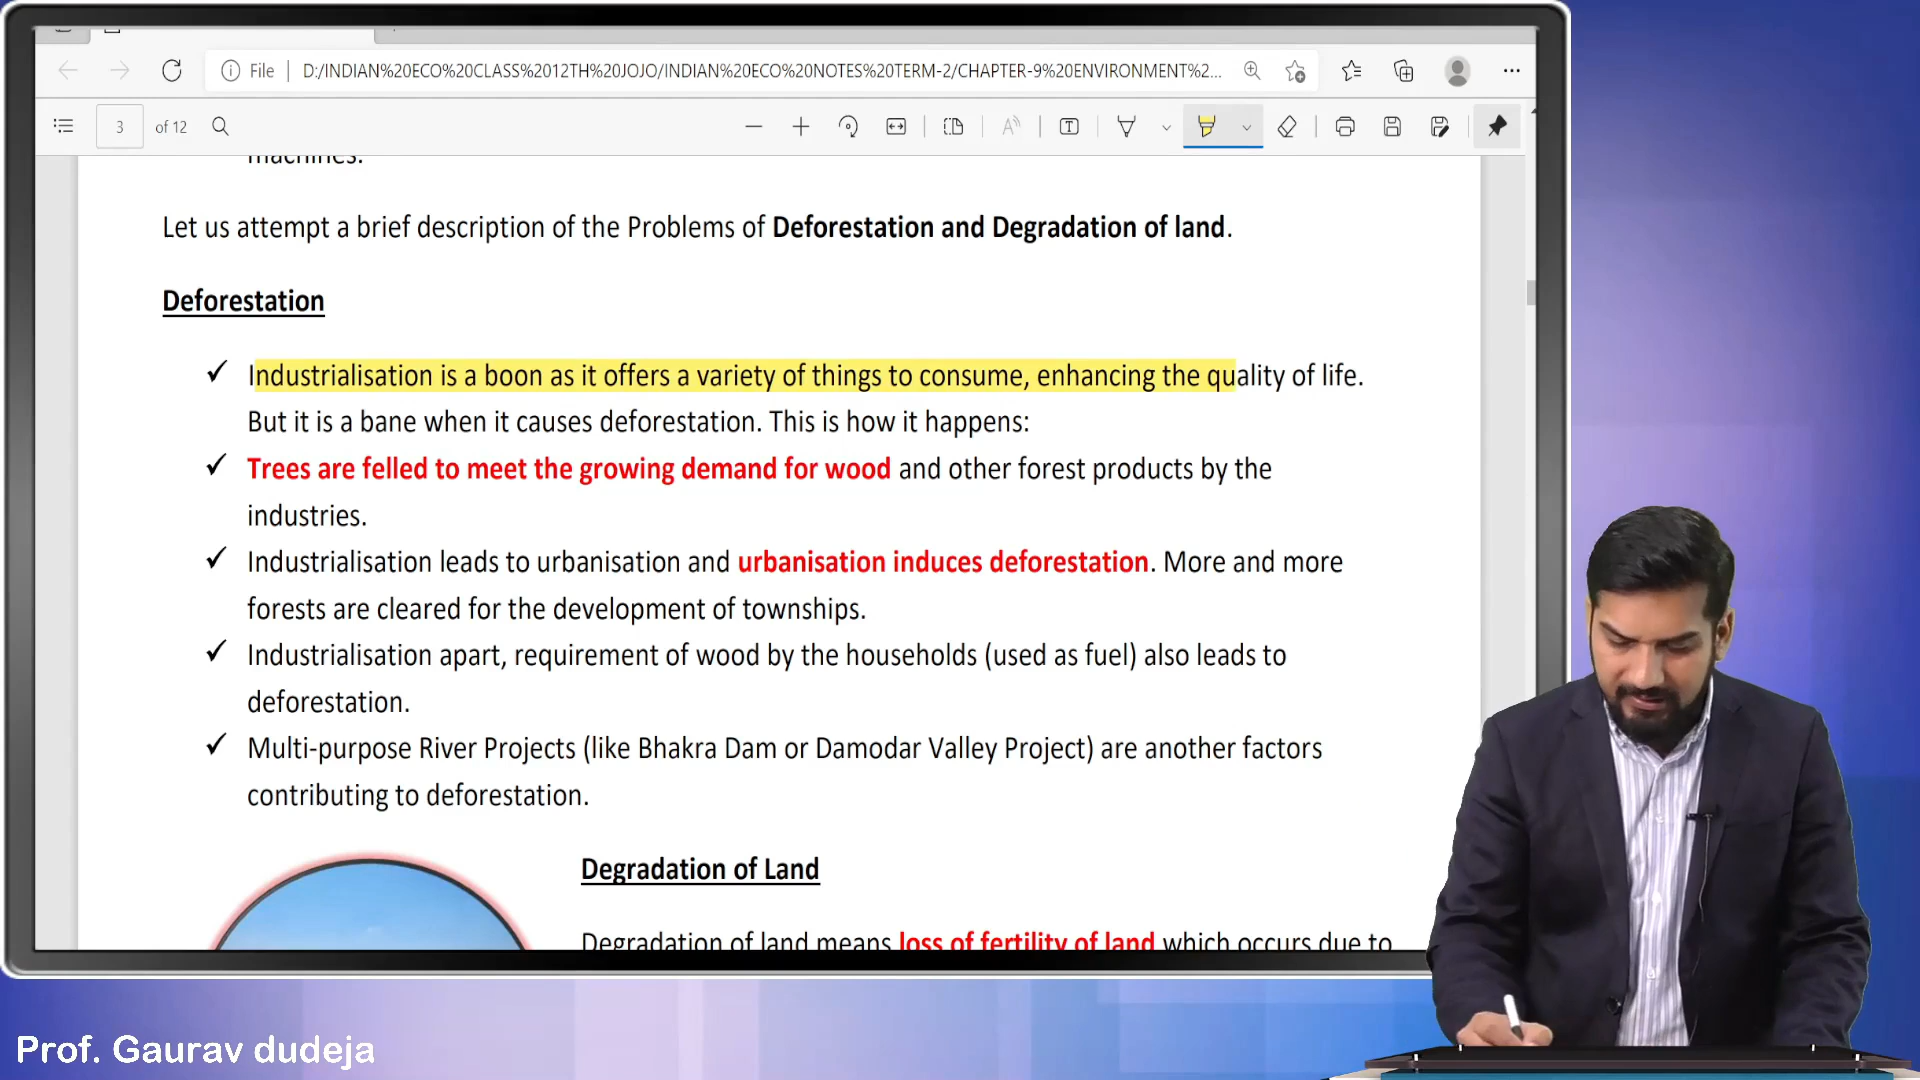 File D:/INDIAN%20ECO%20CLASS%2012TH%20JOJO/INDIAN%20ECO%20NOTES%20TERM-2/CHAPTER-9%20ENVIRONMENT%2...
3 of 12
machines.
Let us attempt a brief description of the Problems of Deforestation and Degradation of land.
Deforestation
✓ Industrialisation is a boon as it offers a variety of things to consume, enhancing the quality of life.
But it is a bane when it causes deforestation. This is how it happens:
✓ Trees are felled to meet the growing demand for wood and other forest products by the
industries.
✓ Industrialisation leads to urbanisation and urbanisation induces deforestation. More and more
forests are cleared for the development of townships.
✓ Industrialisation apart, requirement of wood by the households (used as fuel) also leads to
deforestation.
✓ Multi-purpose River Projects (like Bhakra Dam or Damodar Valley Project) are another factors
contributing to deforestation.
Degradation of Land
Degradation of land means loss of fertility of land which occurs due to
Prof. Gaurav dudeja